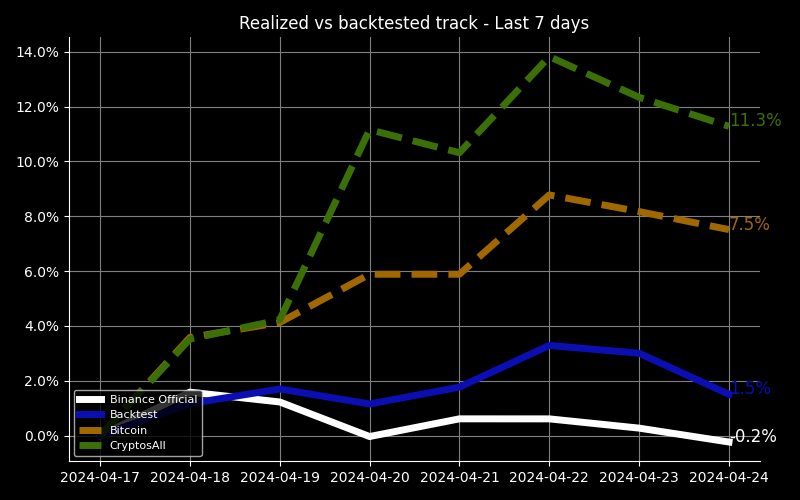 Realized vs backtested track - Last 7 days
14.0%
12.0%
10.0%
8.0%
6.0%
4.0%
2.0%
0.0%
11.3%
7.5%
1.5%
-0.2%
Binance Official
Backtest
Bitcoin
CryptosAll
2024-04-17 2024-04-18 2024-04-19 2024-04-20 2024-04-21 2024-04-22 2024-04-23 2024-04-24